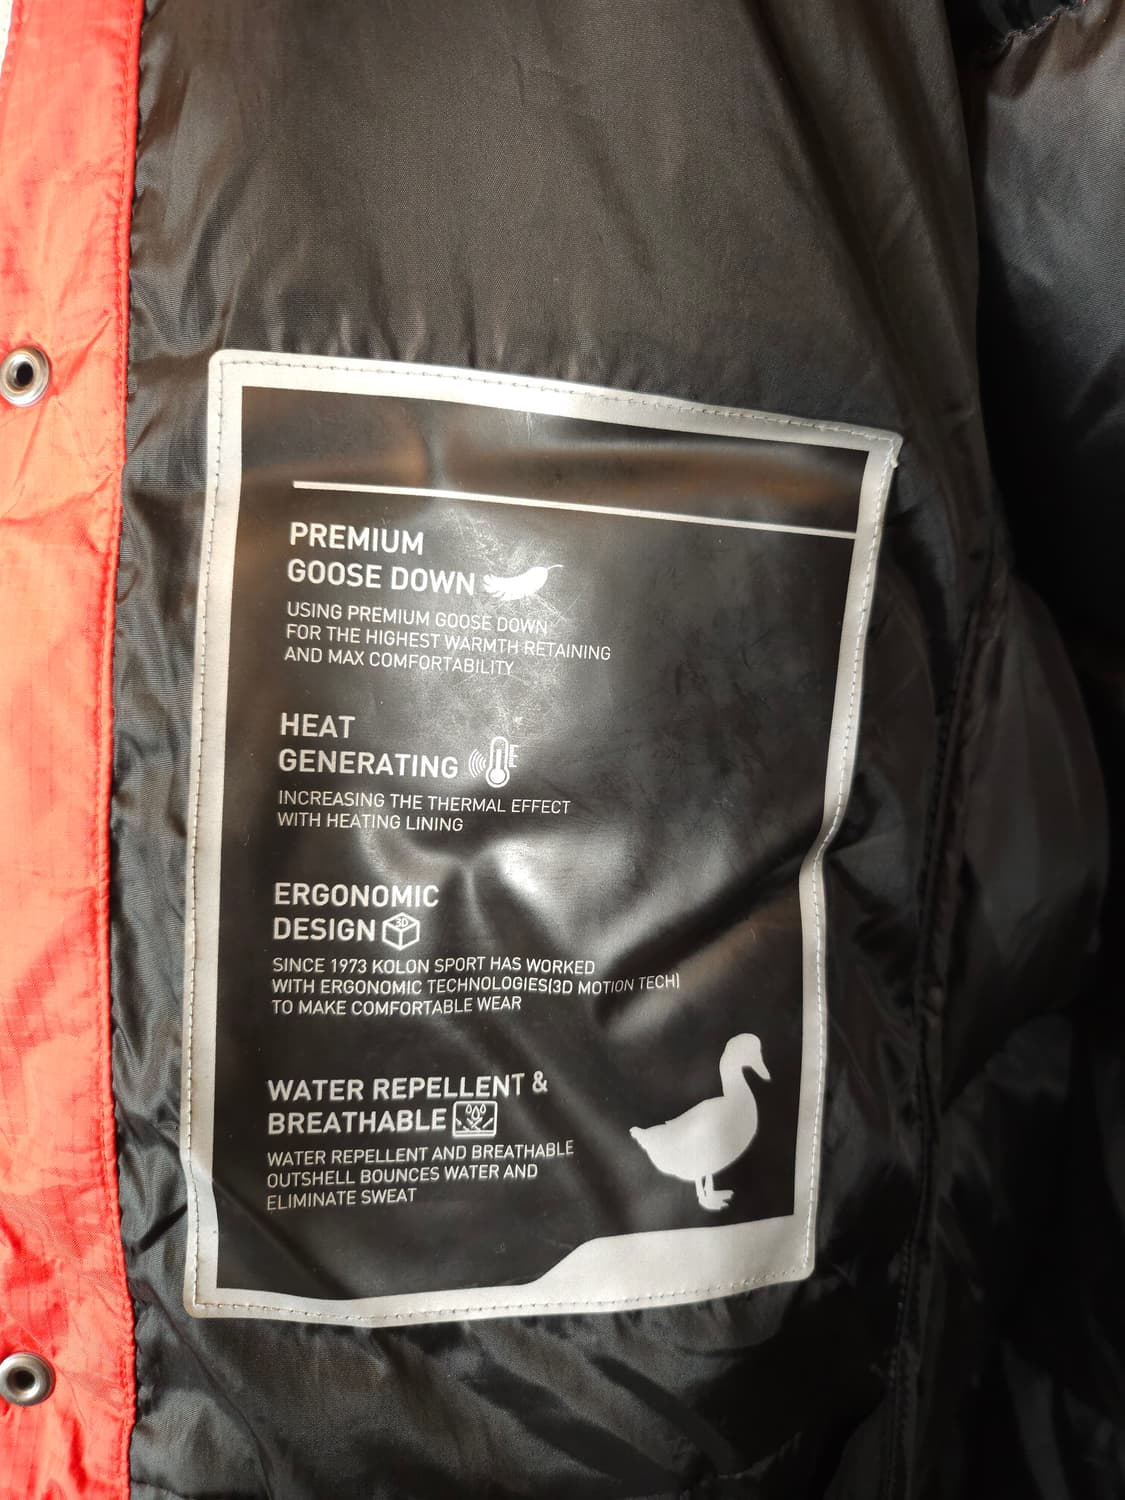 PREMIUM
GOOSE DOWN
USING PREMIUM GOOSE DOWN
FOR THE HIGHEST WARMTH RETAINING
AND MAX COMFORTABILITY
HEAT
GENERATING
INCREASING THE THERMAL EFFECT
WITH HEATING LINING
ERGONOMIC
DESIGN 3D
SINCE 1973 KOLON SPORT HAS WORKED
WITH ERGONOMIC TECHNOLOGIES(3D MOTION TECH)
TO MAKE COMFORTABLE WEAR
WATER REPELLENT &
BREATHABLE
WATER REPELLENT AND BREATHABLE
OUTSHELL BOUNCES WATER AND
ELIMINATE SWEAT